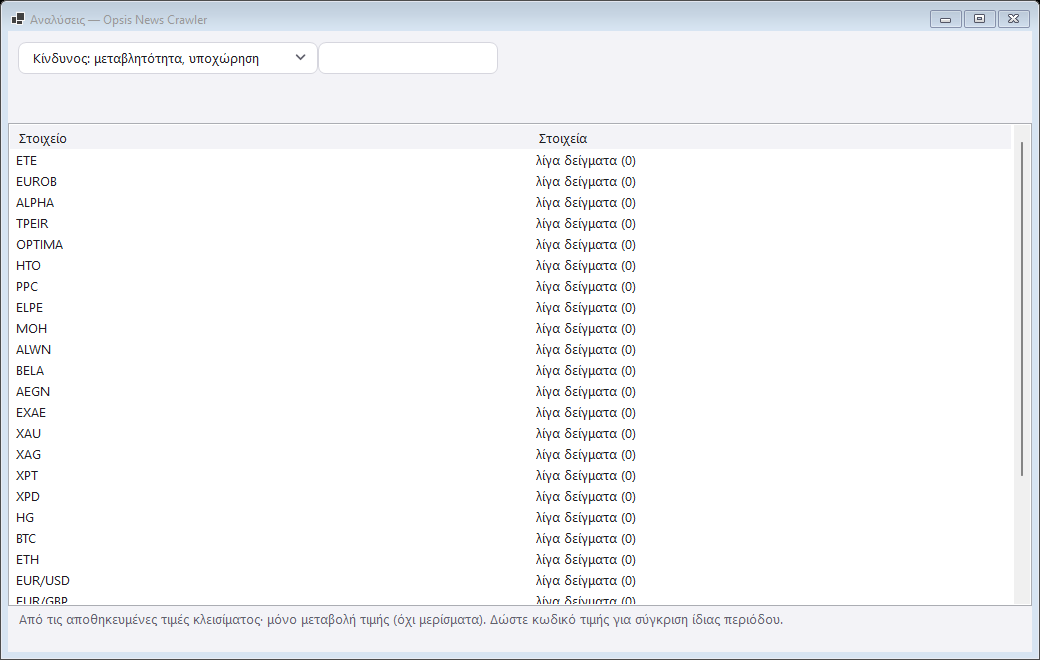 Αναλύσεις — Opsis News Crawler
Κίνδυνος: μεταβλητότητα, υποχώρηση
Στοιχείο Στοιχεία
ETE λίγα δείγματα (0)
EUROB λίγα δείγματα (0)
ALPHA λίγα δείγματα (0)
TPEIR λίγα δείγματα (0)
OPTIMA λίγα δείγματα (0)
HTO λίγα δείγματα (0)
PPC λίγα δείγματα (0)
ELPE λίγα δείγματα (0)
MOH λίγα δείγματα (0)
ALWN λίγα δείγματα (0)
BELA λίγα δείγματα (0)
AEGN λίγα δείγματα (0)
EXAE λίγα δείγματα (0)
XAU λίγα δείγματα (0)
XAG λίγα δείγματα (0)
XPT λίγα δείγματα (0)
XPD λίγα δείγματα (0)
HG λίγα δείγματα (0)
BTC λίγα δείγματα (0)
ETH λίγα δείγματα (0)
EUR/USD λίγα δείγματα (0)
EUR/GBP λίγα δείγματα (0)
Από τις αποθηκευμένες τιμές κλεισίματος· μόνο μεταβολή τιμής (όχι μερίσματα). Δώστε κωδικό τιμής για σύγκριση ίδιας περιόδου.